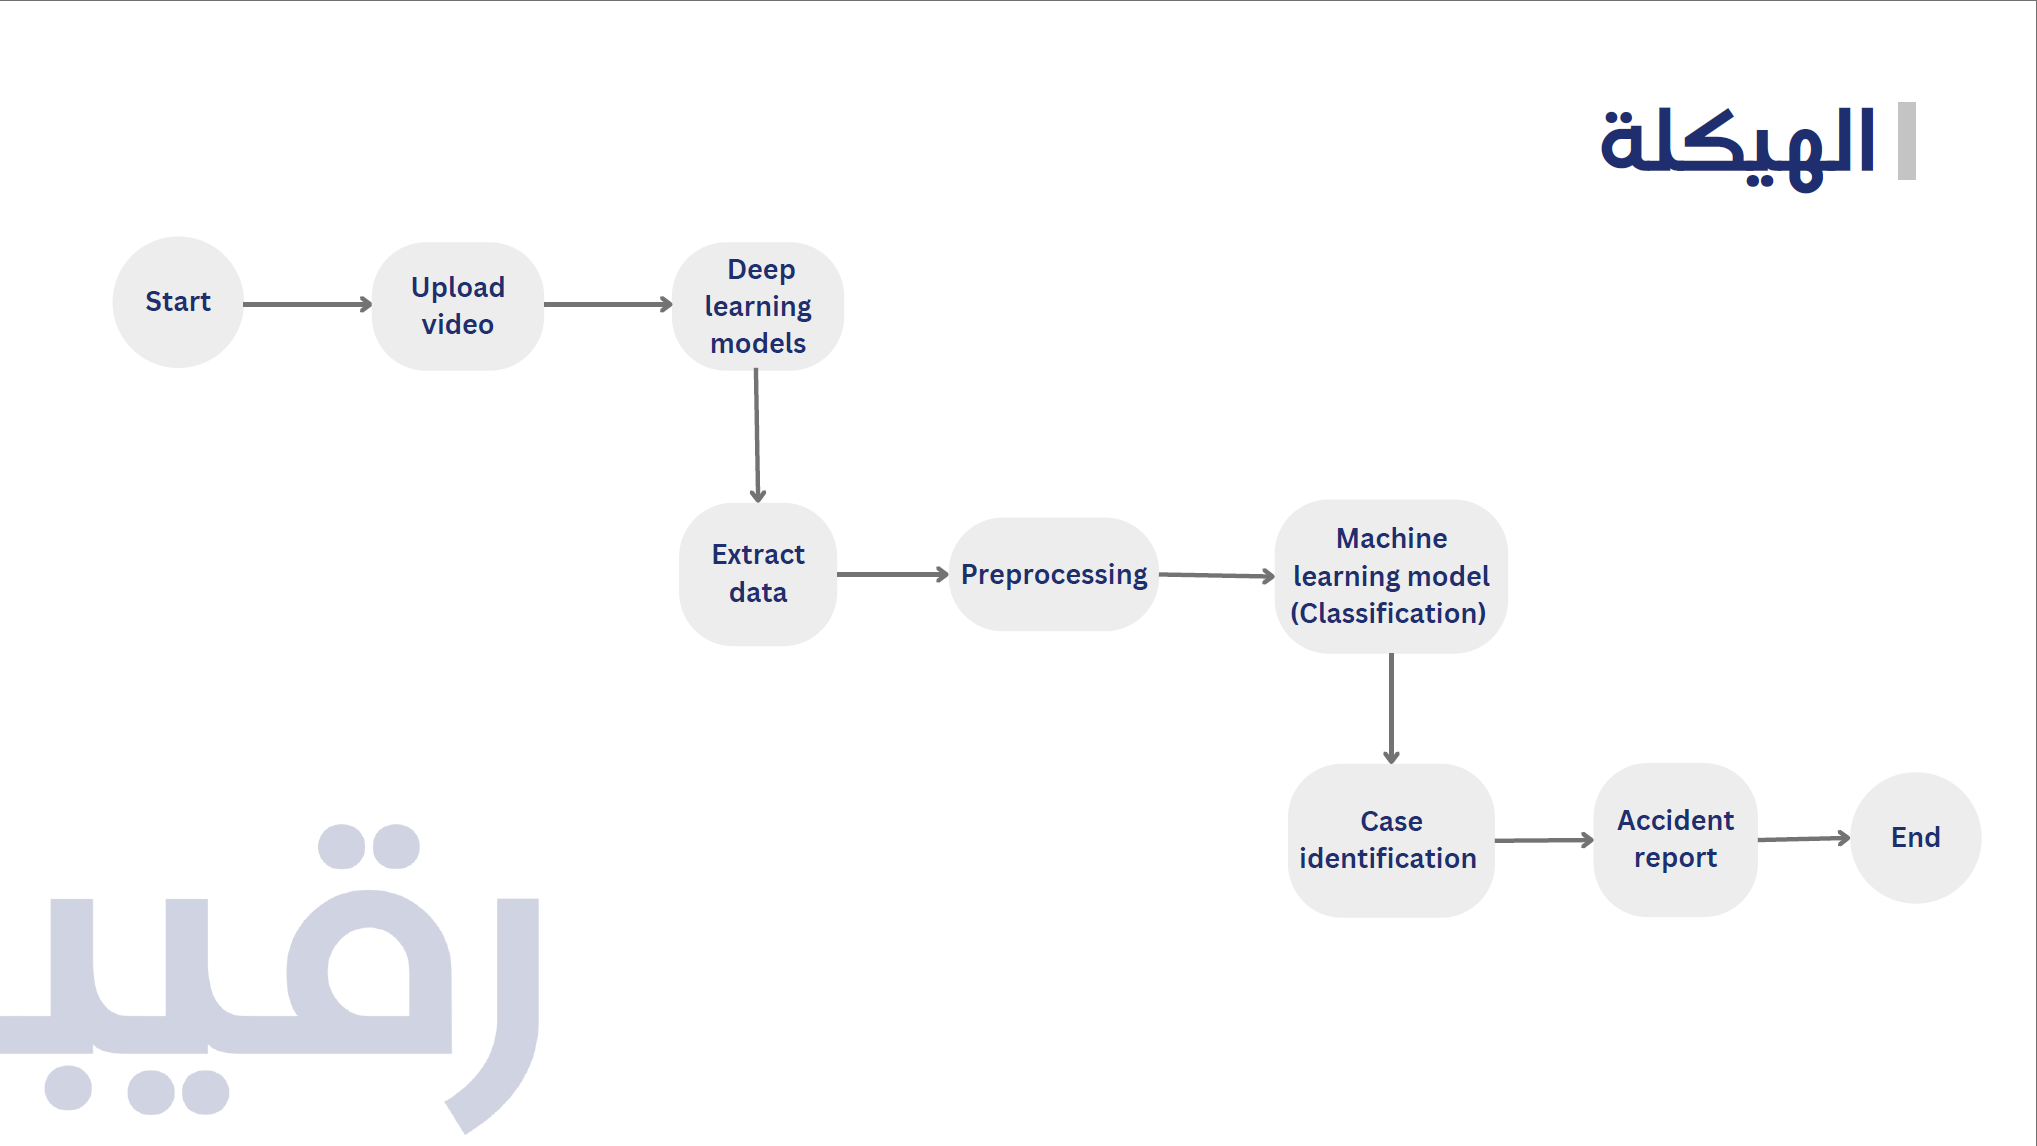 الهيكلة
Start
Upload
video
Deep
learning
models
Extract
data
Preprocessing
Machine
learning model
(Classification)
Case
identification
Accident
report
End
رقيب